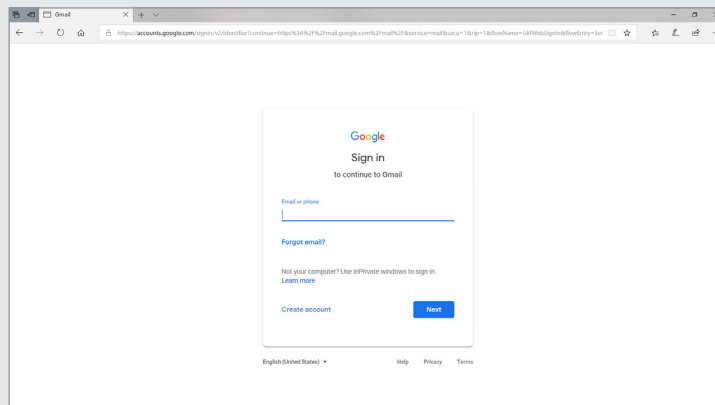 Gmail
https://accounts.google.com/signin/v2/identifier?continue=https%3A%2F%2Fmail.google.com%2Fmail%2F&service=mail&sacu=1&rip=1&flowName=GlifWebSignIn&flowEntry=Ser
Google
Sign in
to continue to Gmail
Email or phone
Forgot email?
Not your computer? Use InPrivate windows to sign in.
Learn more
Create account
Next
English (United States)
Help
Privacy
Terms